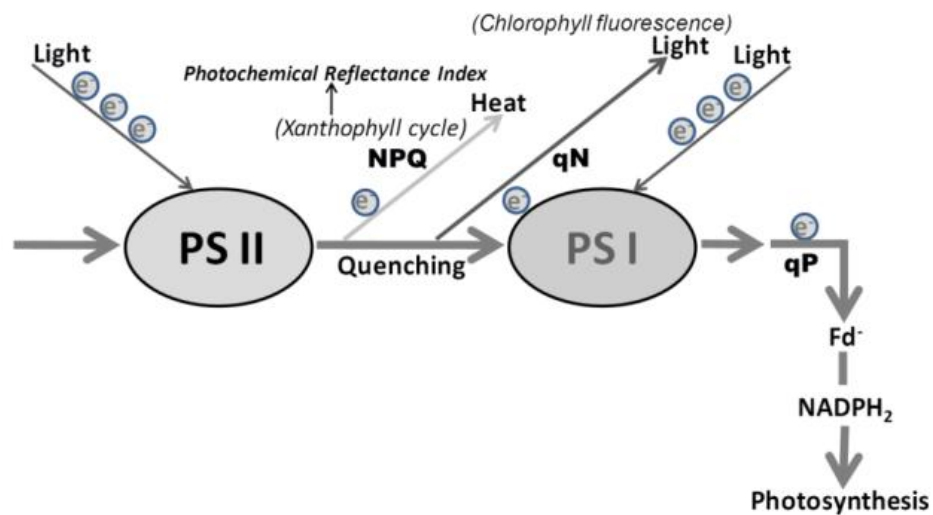 (Chlorophyll fluorescence)
Light
Light
Light
Photochemical Reflectance Index
Heat
(Xanthophyll cycle)
NPQ
qN
e⁻
e⁻
e⁻
e⁻
e⁻
e⁻
e⁻
e⁻
e⁻
PS II
Quenching
PS I
qP
Fd⁻
NADPH₂
Photosynthesis